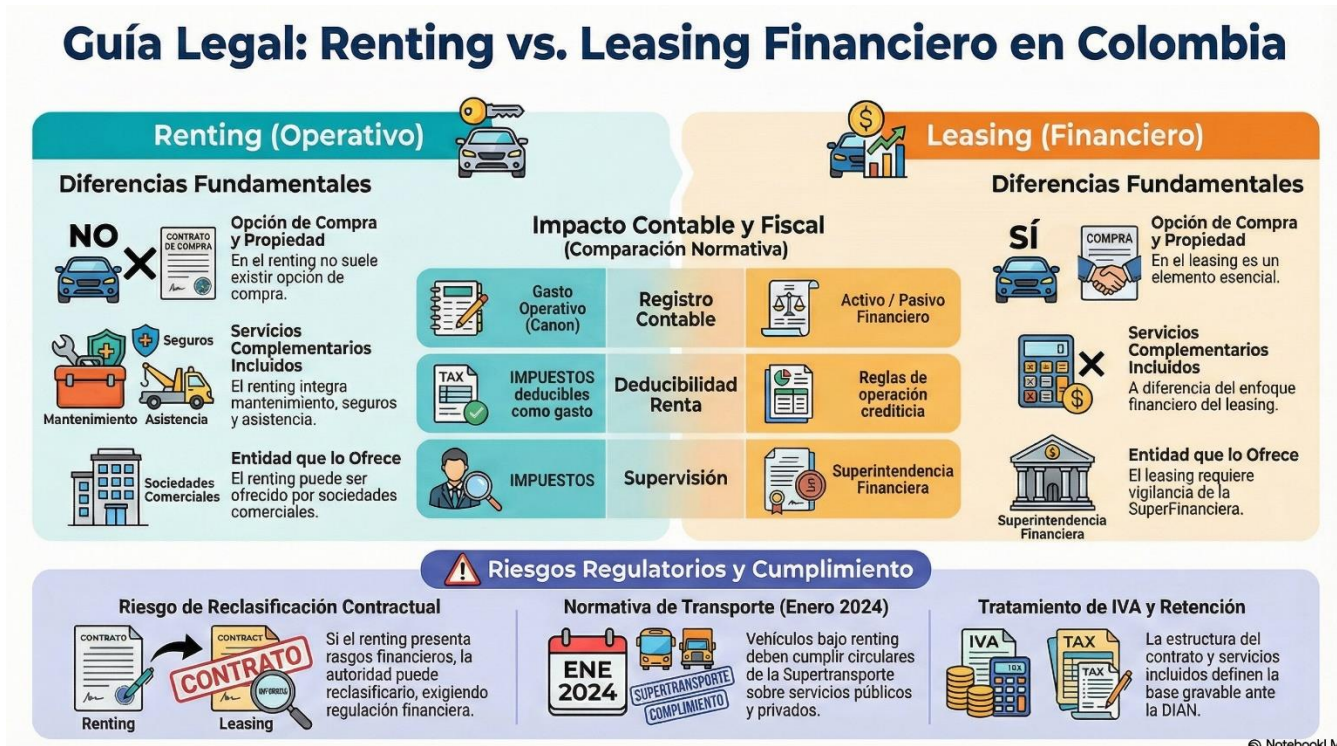 Guía Legal: Renting vs. Leasing Financiero en Colombia
Renting (Operativo)
Diferencias Fundamentales
NO
CONTRATO
DE COMPRA
Opción de Compra
y Propiedad
En el renting no suele
existir opción de
compra.
Seguros
Mantenimiento
Asistencia
Servicios
Complementarios
Incluidos
El renting integra
mantenimiento, seguros
y asistencia.
Sociedades
Comerciales
Entidad que lo Ofrece
El renting puede ser
ofrecido por sociedades
comerciales.
Impacto Contable y Fiscal
(Comparación Normativa)
Gasto
Operativo
(Canon)
Registro
Contable
Activo / Pasivo
Financiero
TAX
IMPUESTOS
deducibles
como gasto
Deducibilidad
Renta
Reglas de
operación
crediticia
IMPUESTOS
Supervisión
Superintendencia
Financiera
$
Leasing (Financiero)
Diferencias Fundamentales
SÍ
COMPRA
Opción de Compra
y Propiedad
En el leasing es un
elemento esencial.
0
$
Servicios
Complementarios
Incluidos
A diferencia del enfoque
financiero del leasing.
$
Superintendencia
Financiera
Entidad que lo Ofrece
El leasing requiere
vigilancia de la
SuperFinanciera.
Riesgos Regulatorios y Cumplimiento
Riesgo de Reclasificación Contractual
CONTRATO
CONTRACT
CONTRATO
Renting
Leasing
Si el renting presenta
rasgos financieros, la
autoridad puede
reclasificarlo, exigiendo
regulación financiera.
Normativa de Transporte (Enero 2024)
ENE
2024
SUPERTRANSPORTE
COMPLIMIENTO
Vehículos bajo renting
deben cumplir circulares
de la Supertransporte
sobre servicios públicos
y privados.
Tratamiento de IVA y Retención
IVA
TAX
TAX
La estructura del
contrato y servicios
incluidos definen la
base gravable ante
la DIAN.